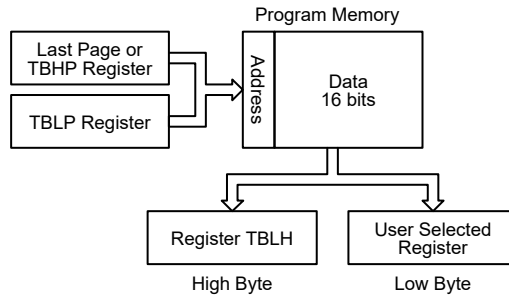 Program Memory
Last Page or
TBHP Register
TBLP Register
Address
Data
16 bits
Register TBLH
User Selected
Register
High Byte
Low Byte